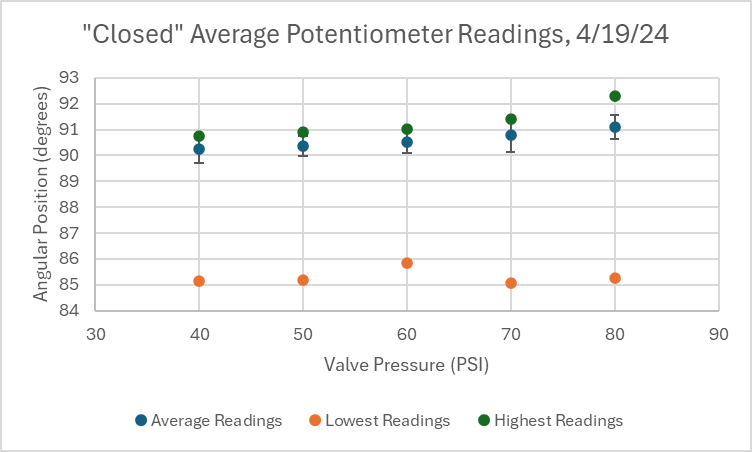 "Closed" Average Potentiometer Readings, 4/19/24
Angular Position (degrees)
93
92
91
90
89
88
87
86
85
84
30 40 50 60 70 80 90
Valve Pressure (PSI)
Average Readings Lowest Readings Highest Readings